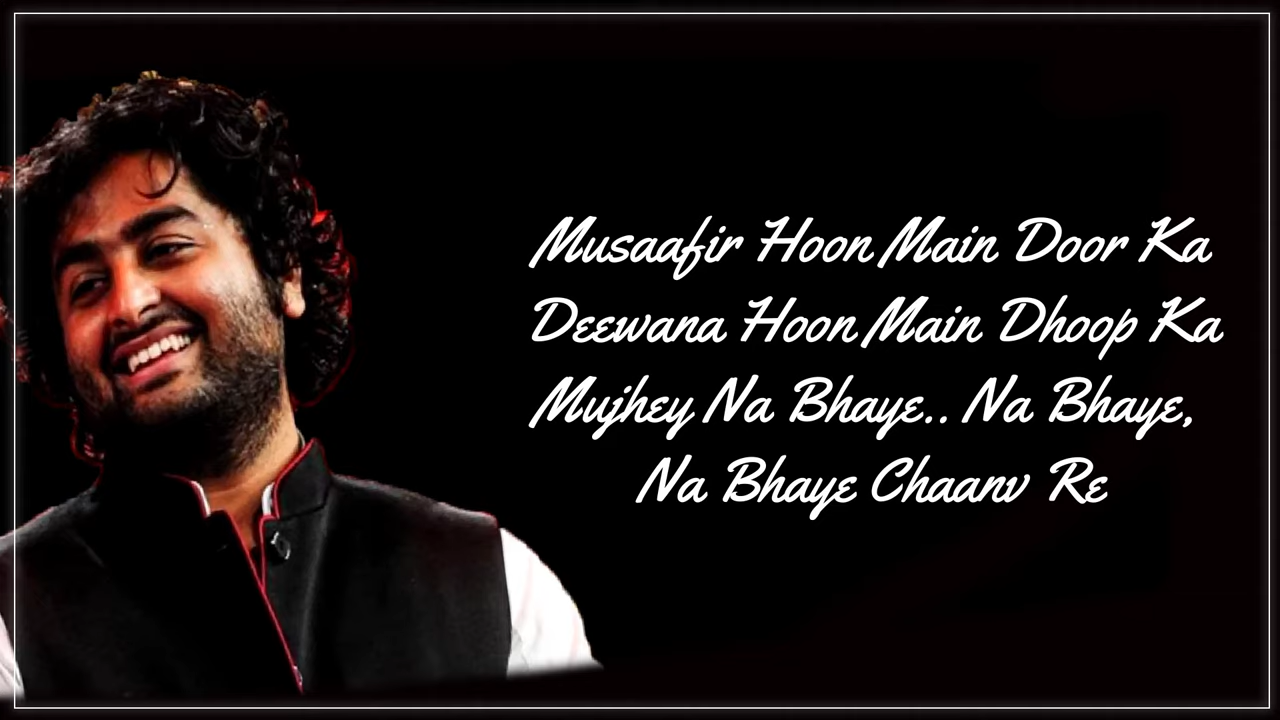 Musaafir Hoon Main Door Ka
Deewana Hoon Main Dhoop Ka
Mujhey Na Bhaye.. Na Bhaye,
Na Bhaye Chaanv Re